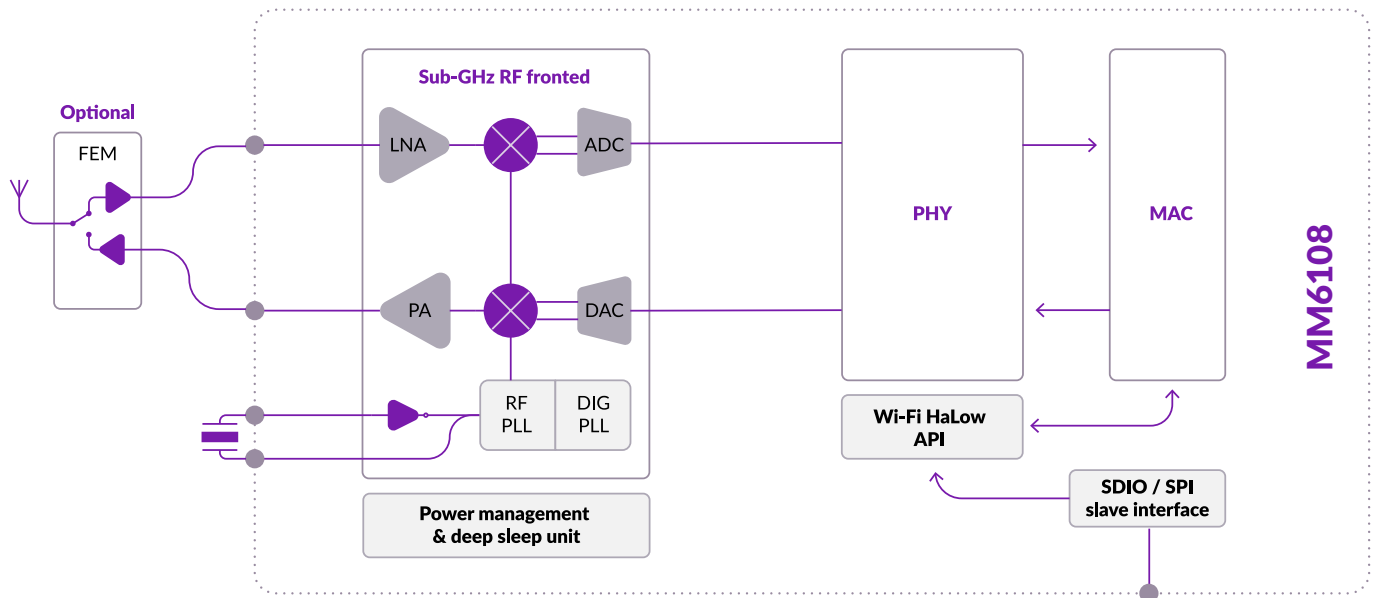 Sub-GHz RF fronted
Optional
FEM
LNA
ADC
PHY
MAC
MM6108
PA
DAC
RF
PLL
DIG
PLL
Wi-Fi HaLow
API
SDIO / SPI
slave interface
Power management
& deep sleep unit